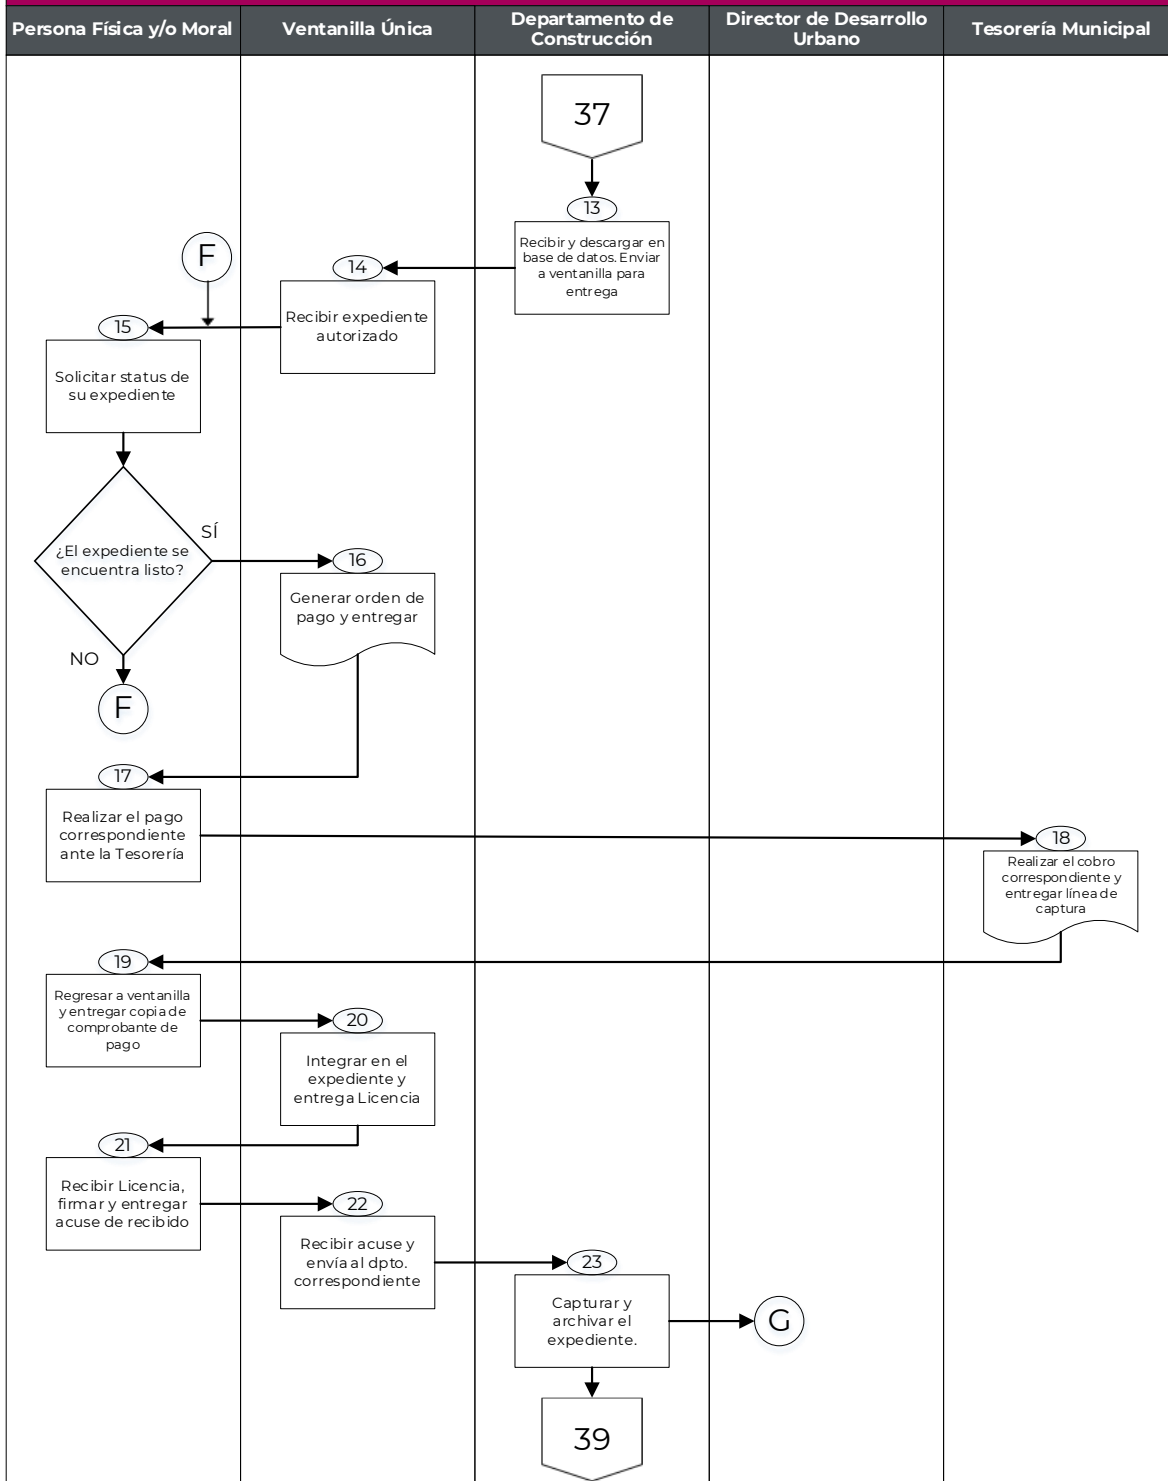 Persona Física y/o Moral
Ventanilla Única
Departamento de
Construcción
Director de Desarrollo
Urbano
Tesorería Municipal
37
13
Recibir y descargar en
base de datos. Enviar
a ventanilla para
entrega
F
14
Recibir expediente
autorizado
15
Solicitar status de
su expediente
¿El expediente se
encuentra listo?
SÍ
NO
F
16
Generar orden de
pago y entregar
17
Realizar el pago
correspondiente
ante la Tesorería
18
Realizar el cobro
correspondiente y
entregar línea de
captura
19
Regresar a ventanilla
y entregar copia de
comprobante de
pago
20
Integrar en el
expediente y
entrega Licencia
21
Recibir Licencia,
firmar y entregar
acuse de recibido
22
Recibir acuse y
envía al dpto.
correspondiente
23
Capturar y
archivar el
expediente.
G
39